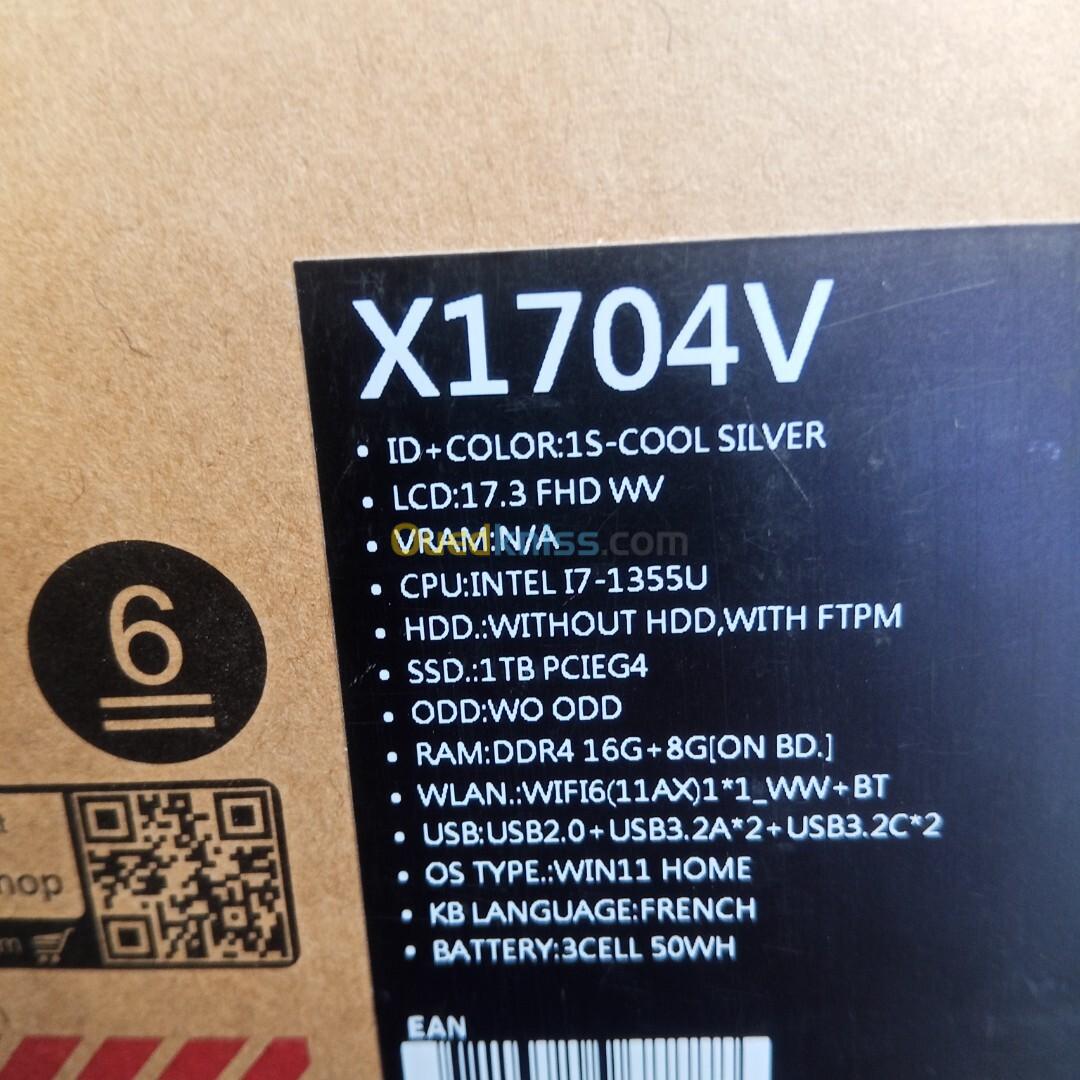 X1704V
• ID+COLOR:1S-COOL SILVER
• LCD:17.3 FHD WV
• VRAM:N/A
Ouedkniss.com
• CPU:INTEL I7-1355U
• HDD.:WITHOUT HDD,WITH FTPM
• SSD.:1TB PCIEG4
• ODD:WO ODD
• RAM:DDR4 16G+8G[ON BD.]
• WLAN.:WIFI6(11AX)1*1_WW+BT
• USB:USB2.0+USB3.2A*2+USB3.2C*2
• OS TYPE.:WIN11 HOME
• KB LANGUAGE:FRENCH
• BATTERY:3CELL 50WH
EAN
6